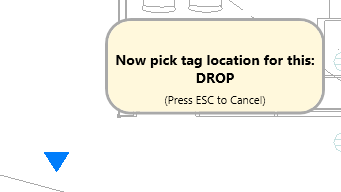 Now pick tag location for this:
DROP
(Press ESC to Cancel)